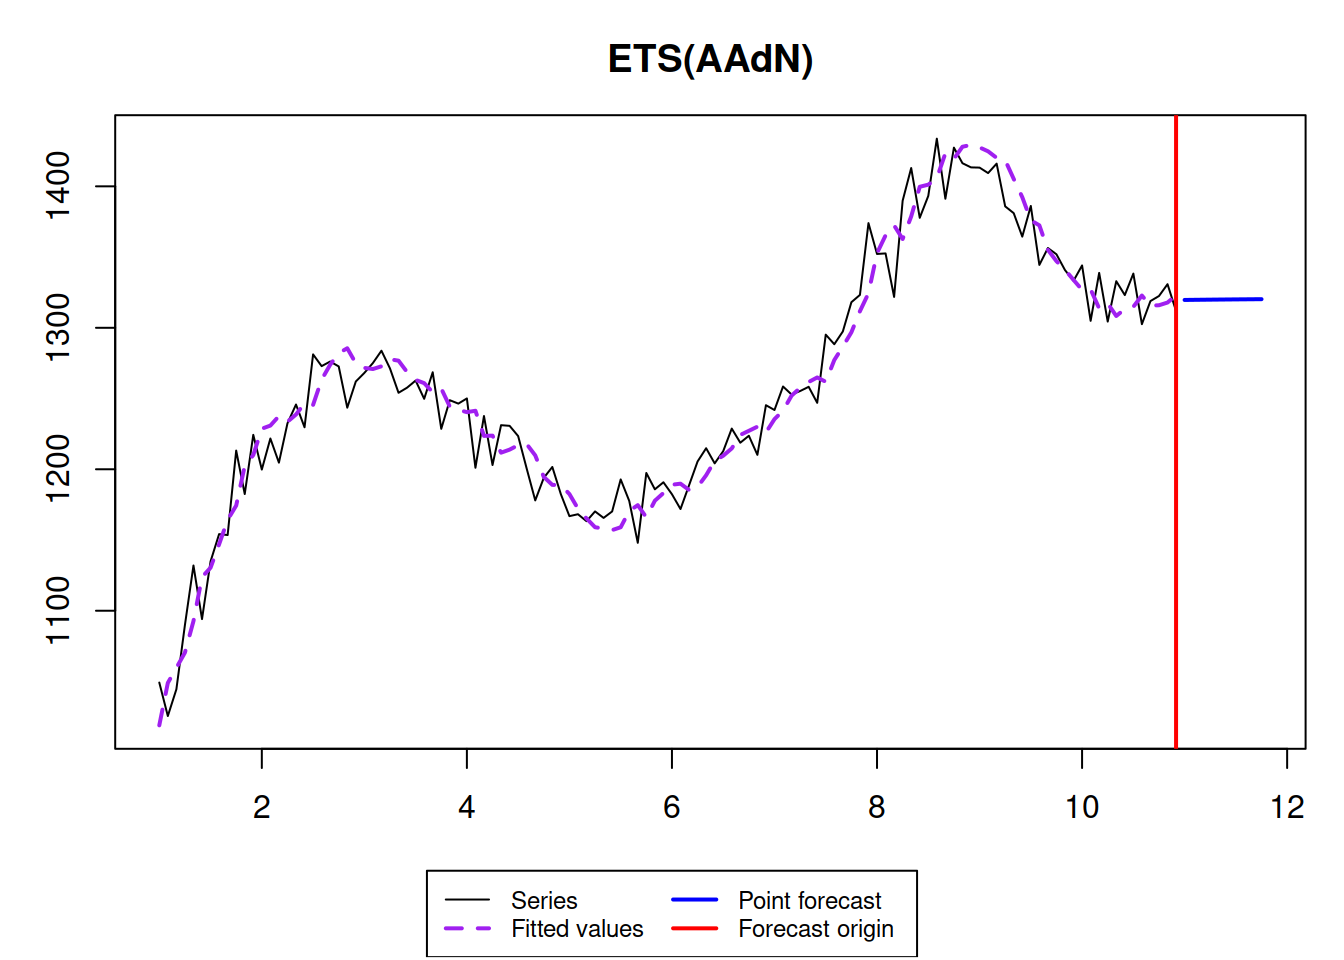 ETS(AAdN)
1400
1300
1200
1100
2 4 6 8 10 12
Series Point forecast
Fitted values Forecast origin